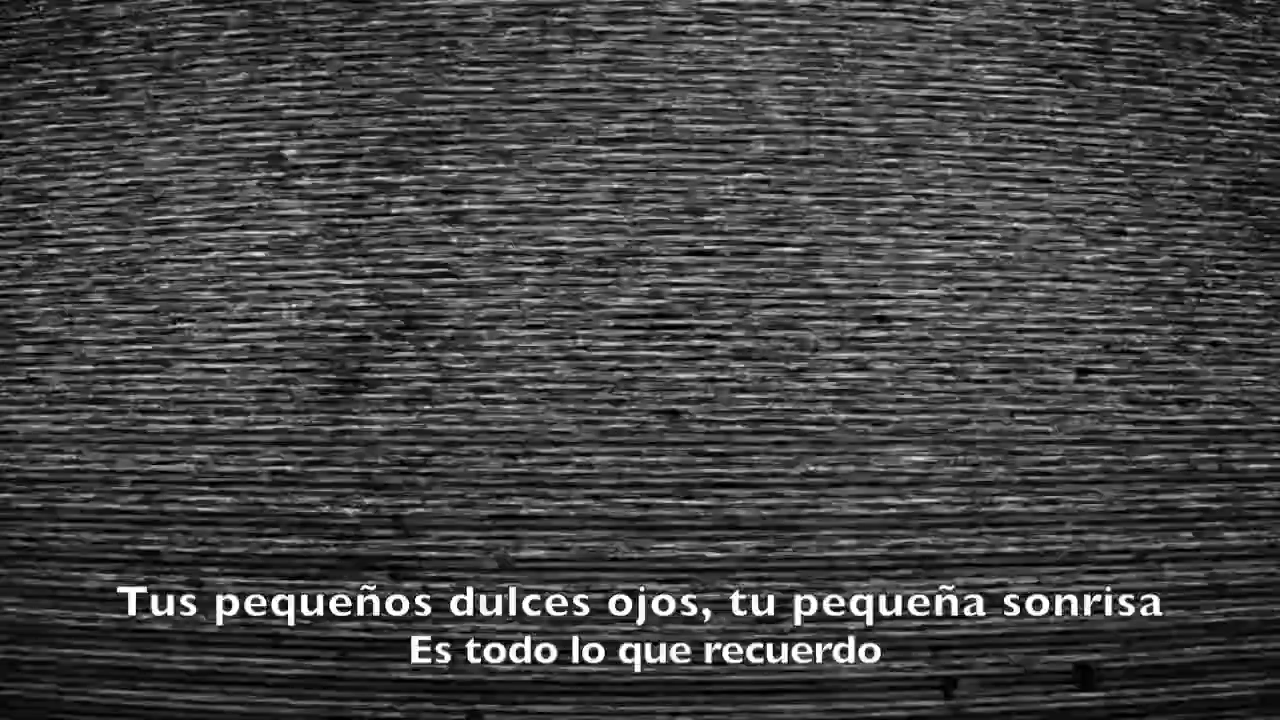 Tus pequeños dulces ojos, tu pequeña sonrisa
Es todo lo que recuerdo